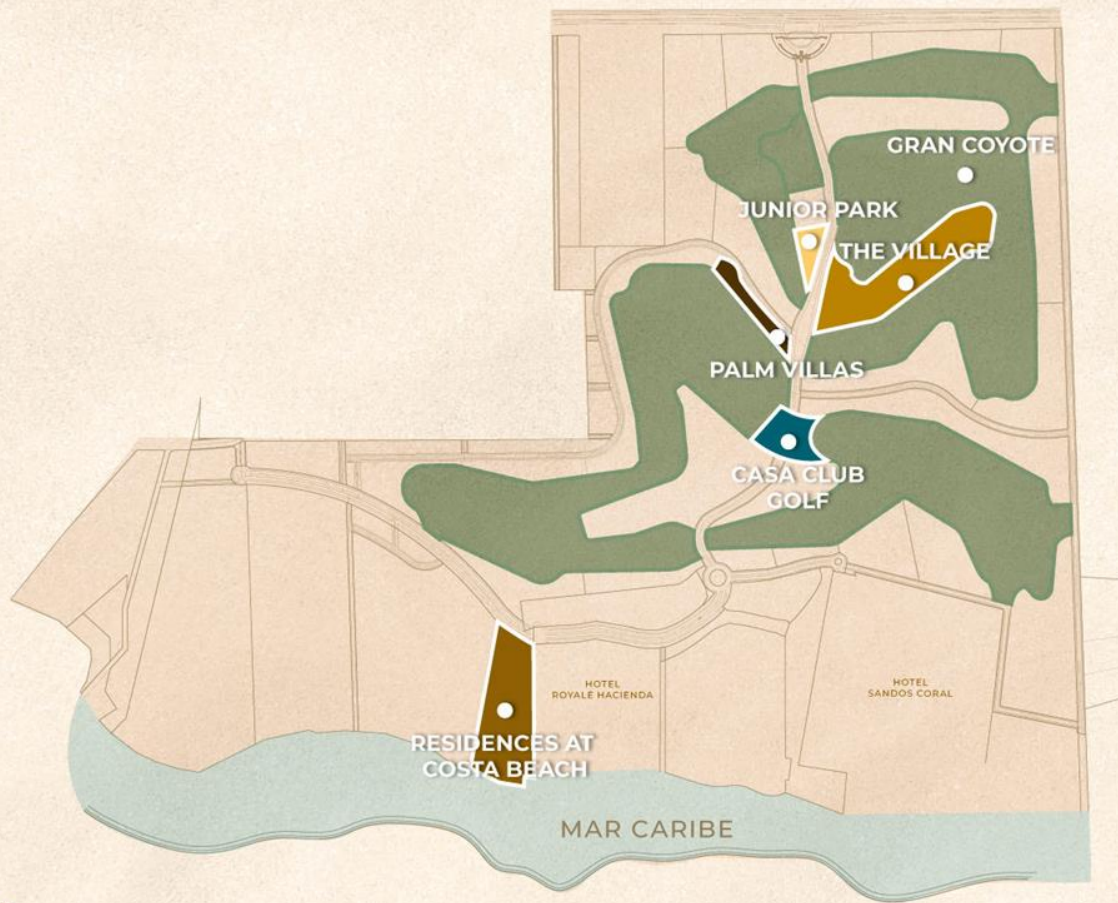 GRAN COYOTE
JUNIOR PARK
THE VILLAGE
PALM VILLAS
CASA CLUB
GOLF
HOTEL
ROYALE HACIENDA
HOTEL
SANDOS CORAL
RESIDENCES AT
COSTA BEACH
MAR CARIBE